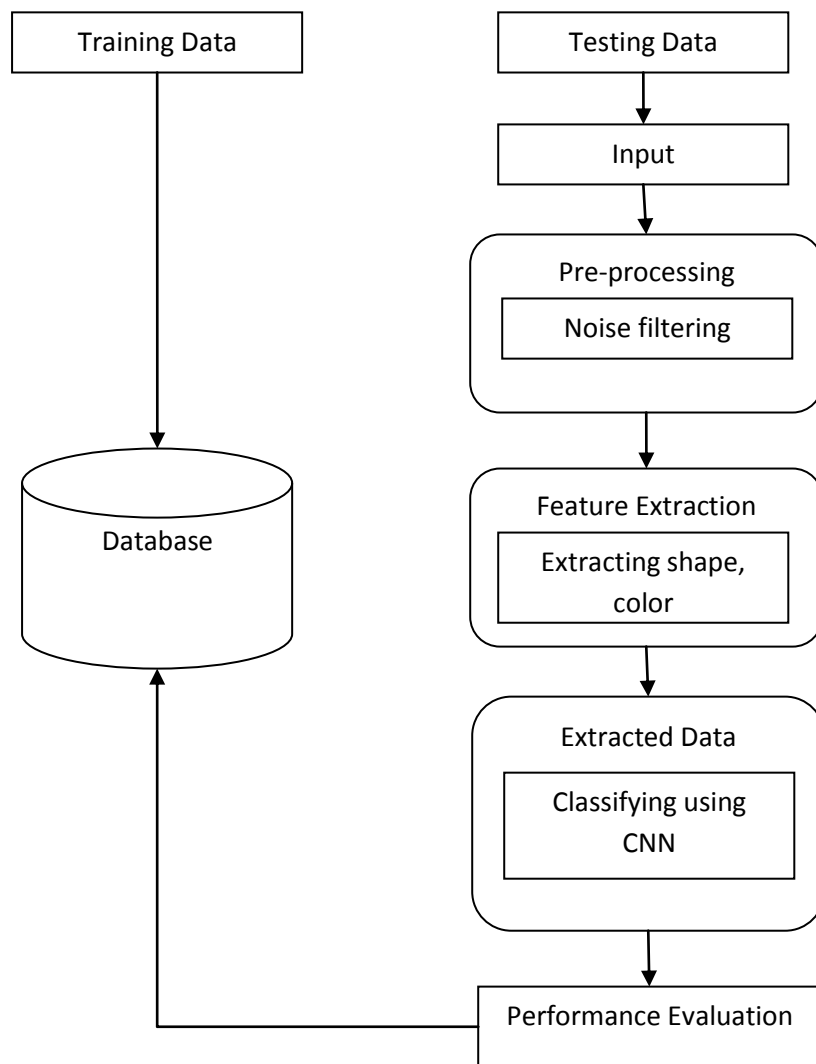 Training Data
Testing Data
Input
Pre-processing
Noise filtering
Feature Extraction
Extracting shape,
color
Database
Extracted Data
Classifying using
CNN
Performance Evaluation